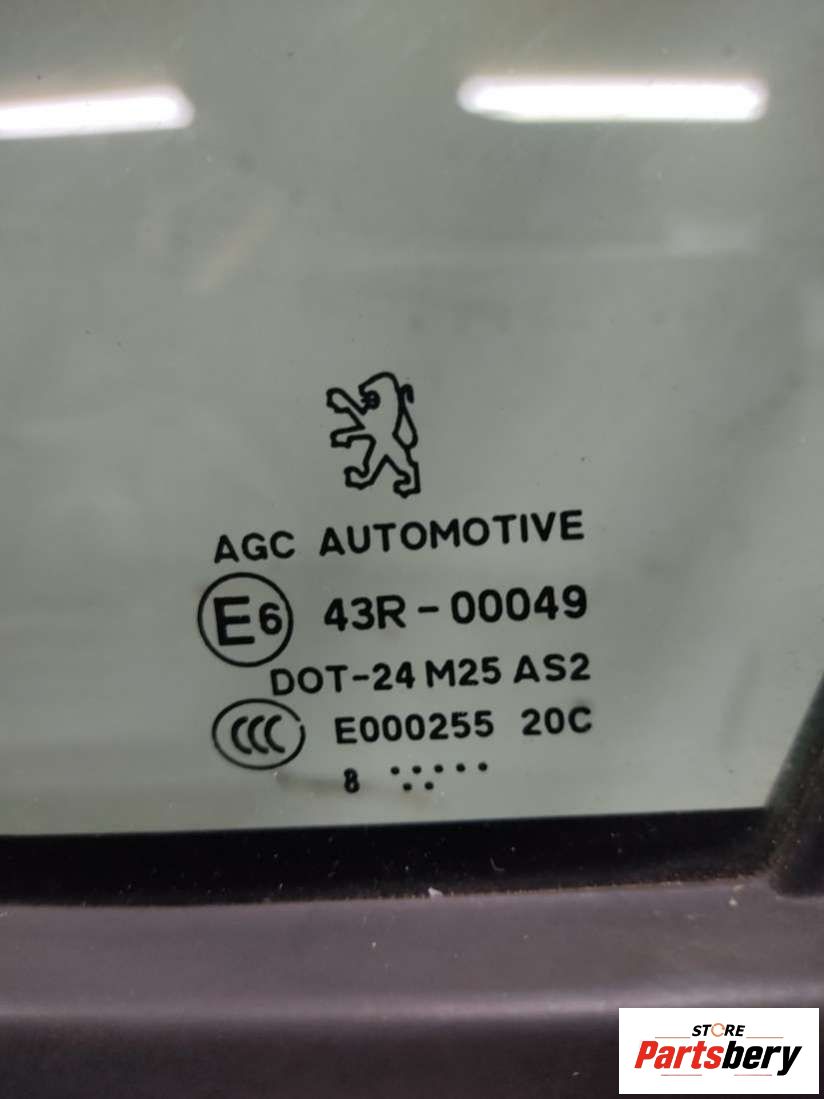 AGC AUTOMOTIVE
E6 43R-00049
DOT-24 M25 AS2
CCC E000255 20C
8 ·····
··
STORE
Partsbery